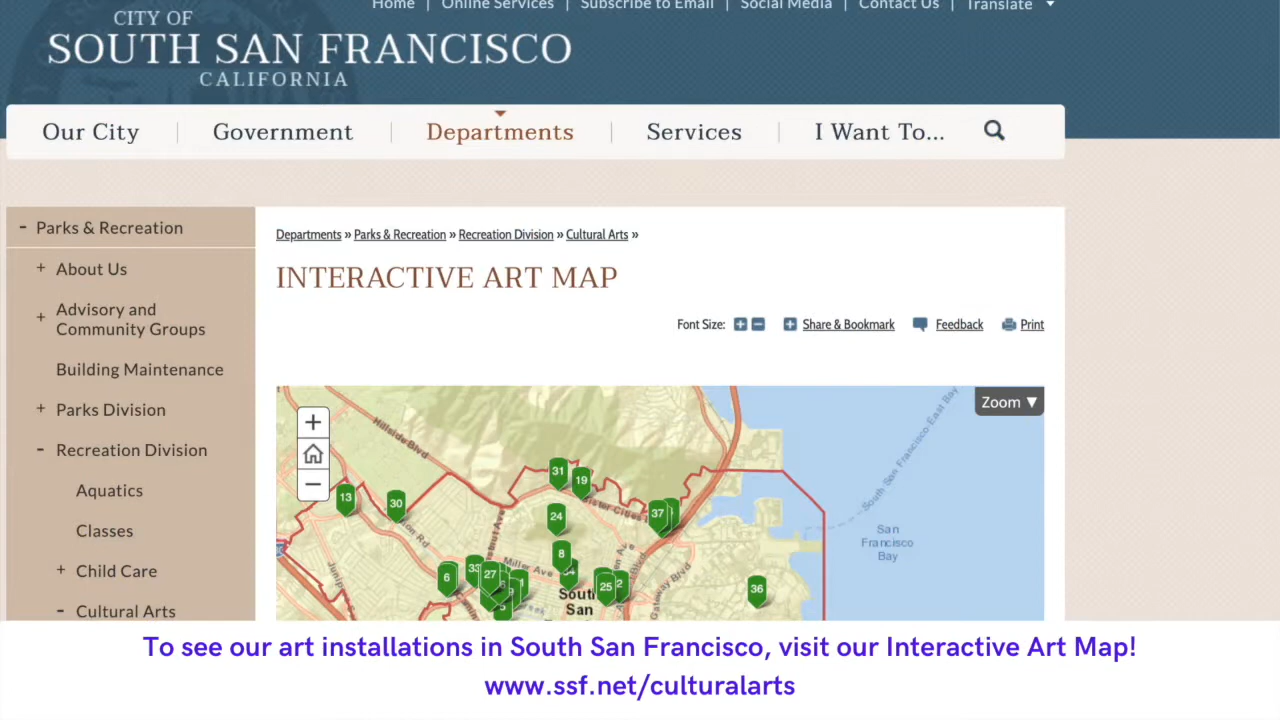 Home | Online Services | Subscribe to Email | Social Media | Contact Us | Translate
CITY OF
SOUTH SAN FRANCISCO
CALIFORNIA
Our City
Government
Departments
Services
I Want To...
- Parks & Recreation
+ About Us
+ Advisory and
Community Groups
Building Maintenance
+ Parks Division
- Recreation Division
Aquatics
Classes
+ Child Care
- Cultural Arts
Departments » Parks & Recreation » Recreation Division » Cultural Arts »
INTERACTIVE ART MAP
Font Size: + - + Share & Bookmark Feedback Print
Zoom ▼
+
−
Hillside Blvd
South San Francisco-East Bay
31
19
13
30
24
37
San
Francisco
Bay
8
Miller Ave
6
27
25
2
36
Gateway Blvd
South
San
To see our art installations in South San Francisco, visit our Interactive Art Map!
www.ssf.net/culturalarts